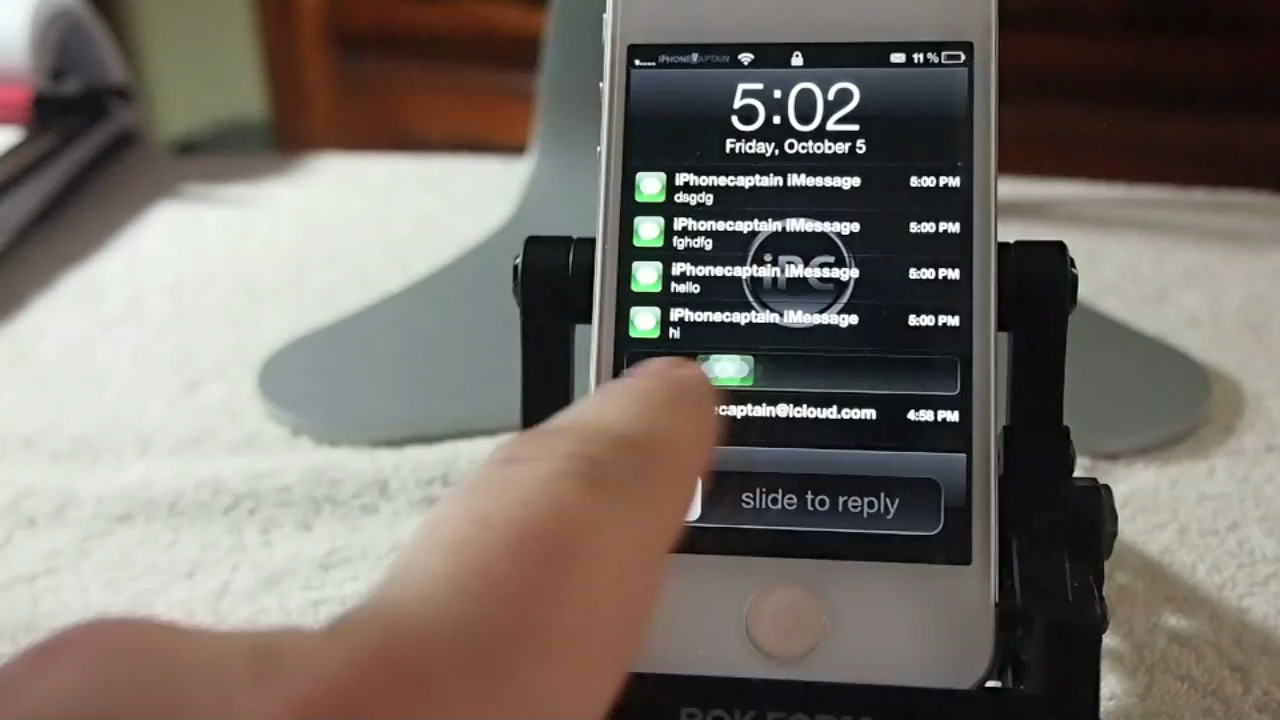 iPHONECAPTAIN 11 %
5:02
Friday, October 5
iPhonecaptain iMessage 5:00 PM
dsgdg
iPhonecaptain iMessage 5:00 PM
fghdfg
iPhonecaptain iMessage 5:00 PM
hello
iPC
iPhonecaptain iMessage 5:00 PM
hi
ecaptain@icloud.com 4:58 PM
slide to reply